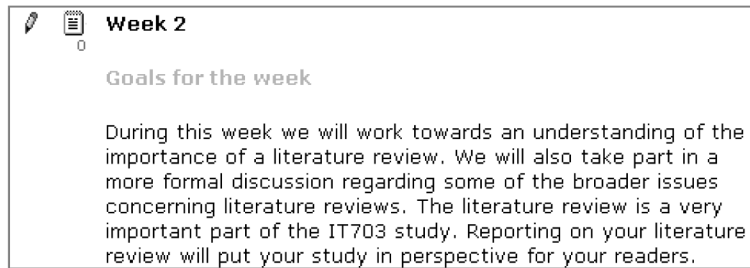 Week 2
0
Goals for the week
During this week we will work towards an understanding of the
importance of a literature review. We will also take part in a
more formal discussion regarding some of the broader issues
concerning literature reviews. The literature review is a very
important part of the IT703 study. Reporting on your literature
review will put your study in perspective for your readers.